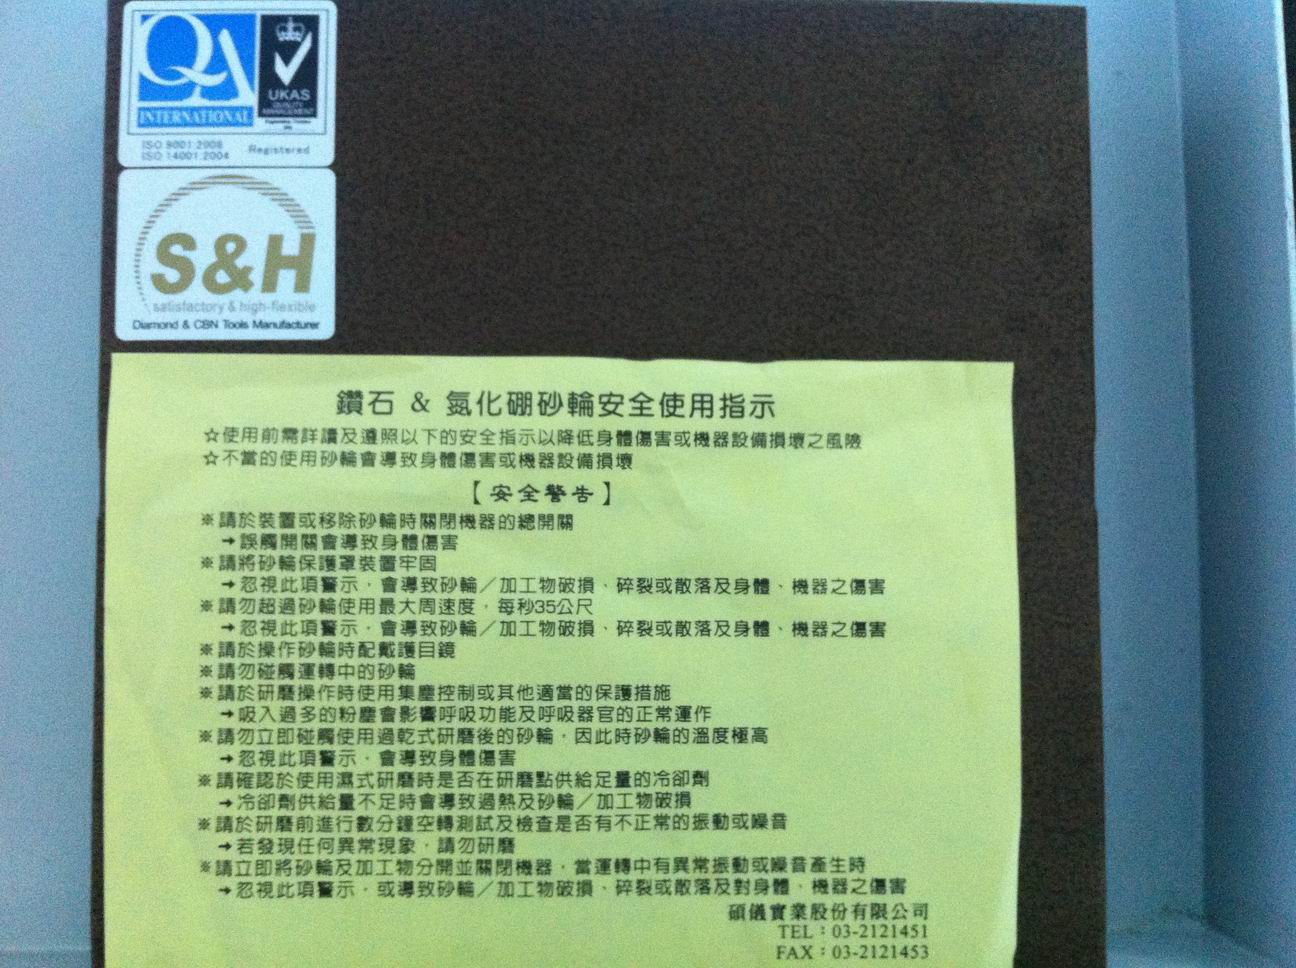 QA
INTERNATIONAL
UKAS
QUALITY
MANAGEMENT
ISO 9001:2008
ISO 14001:2004
Registered
S&H
satisfactory & high-flexible
Diamond & CBN Tools Manufacturer
鑽石 & 氮化硼砂輪安全使用指示
☆使用前需詳讀及遵照以下的安全指示以降低身體傷害或機器設備損壞之風險
☆不當的使用砂輪會導致身體傷害或機器設備損壞
【安全警告】
※請於裝置或移除砂輪時關閉機器的總開關
→誤觸開關會導致身體傷害
※請將砂輪保護罩裝置牢固
→忽視此項警示，會導致砂輪／加工物破損、碎裂或散落及身體、機器之傷害
※請勿超過砂輪使用最大周速度，每秒35公尺
→忽視此項警示，會導致砂輪／加工物破損、碎裂或散落及身體、機器之傷害
※請於操作砂輪時配戴護目鏡
※請勿碰觸運轉中的砂輪
※請於研磨操作時使用集塵控制或其他適當的保護措施
→吸入過多的粉塵會影響呼吸功能及呼吸器官的正常運作
※請勿立即碰觸使用過乾式研磨後的砂輪，因此時砂輪的溫度極高
→忽視此項警示，會導致身體傷害
※請確認於使用濕式研磨時是否在研磨點供給足量的冷卻劑
→冷卻劑供給量不足時會導致過熱及砂輪／加工物破損
※請於研磨前進行數分鐘空轉測試及檢查是否有不正常的振動或噪音
→若發現任何異常現象，請勿研磨
※請立即將砂輪及加工物分開並關閉機器，當運轉中有異常振動或噪音產生時
→忽視此項警示，或導致砂輪／加工物破損、碎裂或散落及對身體、機器之傷害
碩儀實業股份有限公司
TEL：03-2121451
FAX：03-2121453